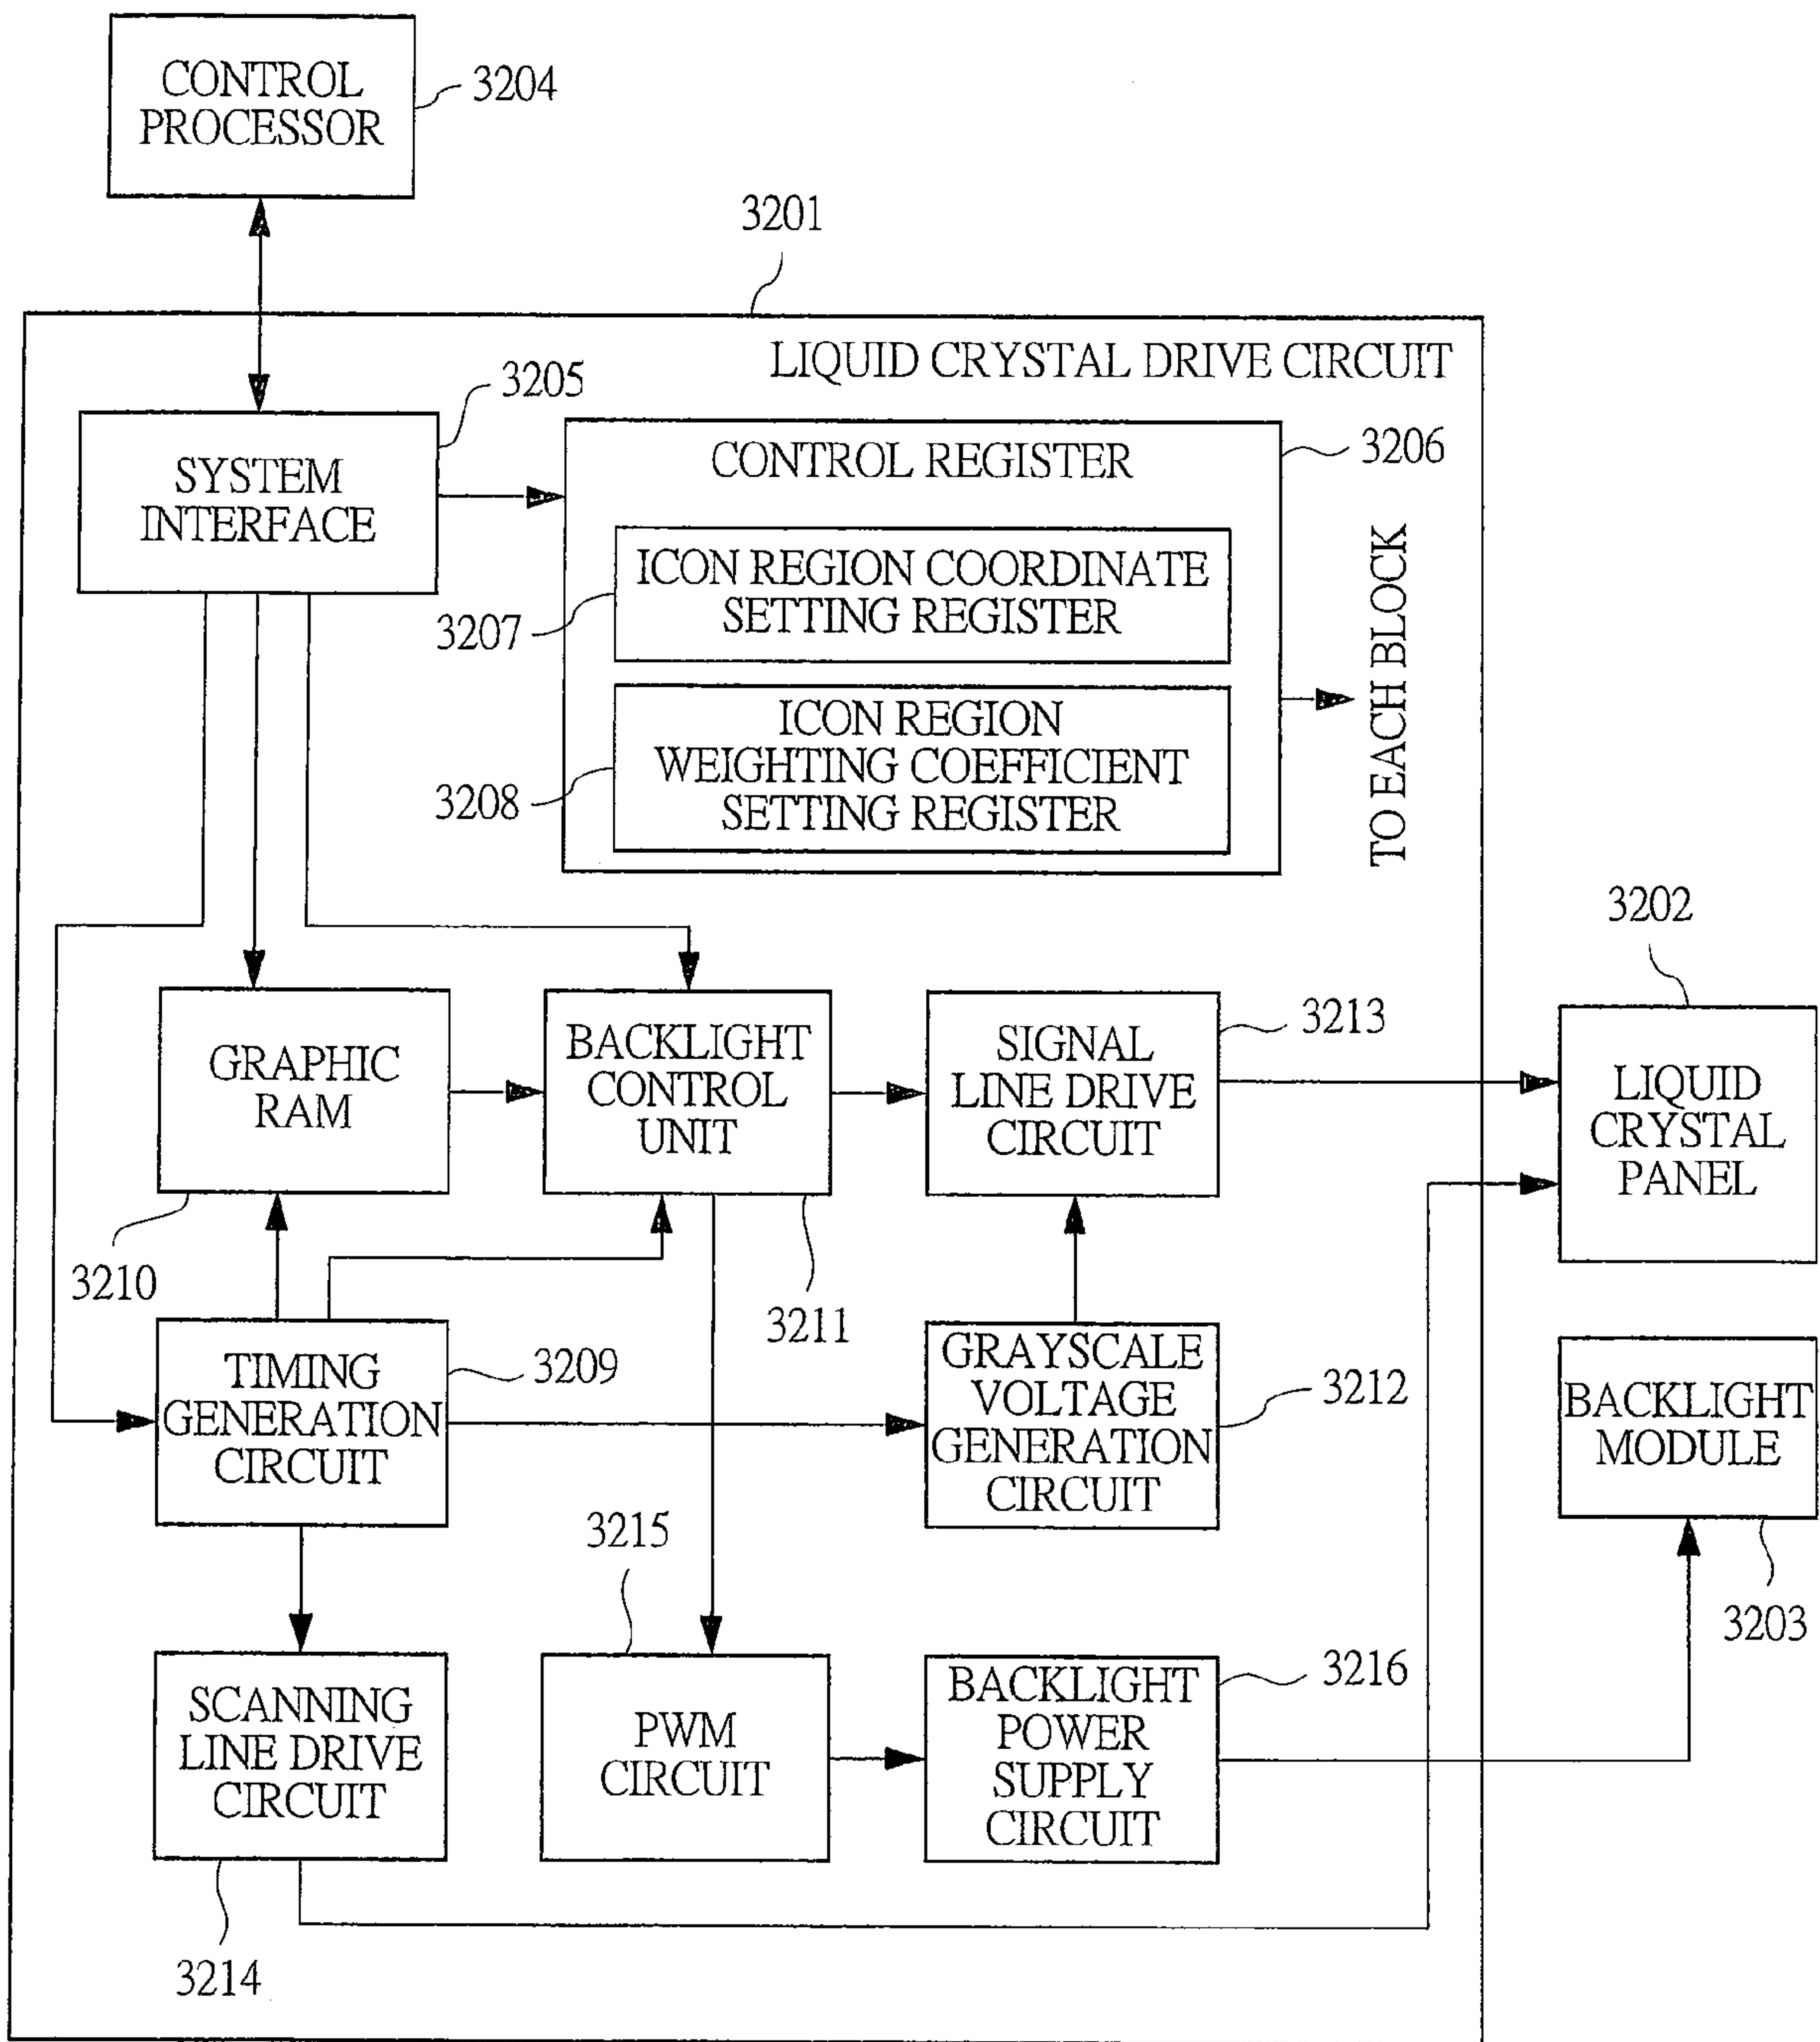 CONTROL
PROCESSOR
3204
3201
LIQUID CRYSTAL DRIVE CIRCUIT
3205
SYSTEM
INTERFACE
CONTROL REGISTER
3206
ICON REGION COORDINATE
SETTING REGISTER
3207
ICON REGION
WEIGHTING COEFFICIENT
SETTING REGISTER
3208
TO EACH BLOCK
3202
GRAPHIC
RAM
BACKLIGHT
CONTROL
UNIT
SIGNAL
LINE DRIVE
CIRCUIT
3213
LIQUID
CRYSTAL
PANEL
3210
3211
TIMING
GENERATION
CIRCUIT
3209
GRAYSCALE
VOLTAGE
GENERATION
CIRCUIT
3212
BACKLIGHT
MODULE
3203
3215
SCANNING
LINE DRIVE
CIRCUIT
PWM
CIRCUIT
BACKLIGHT
POWER
SUPPLY
CIRCUIT
3216
3214